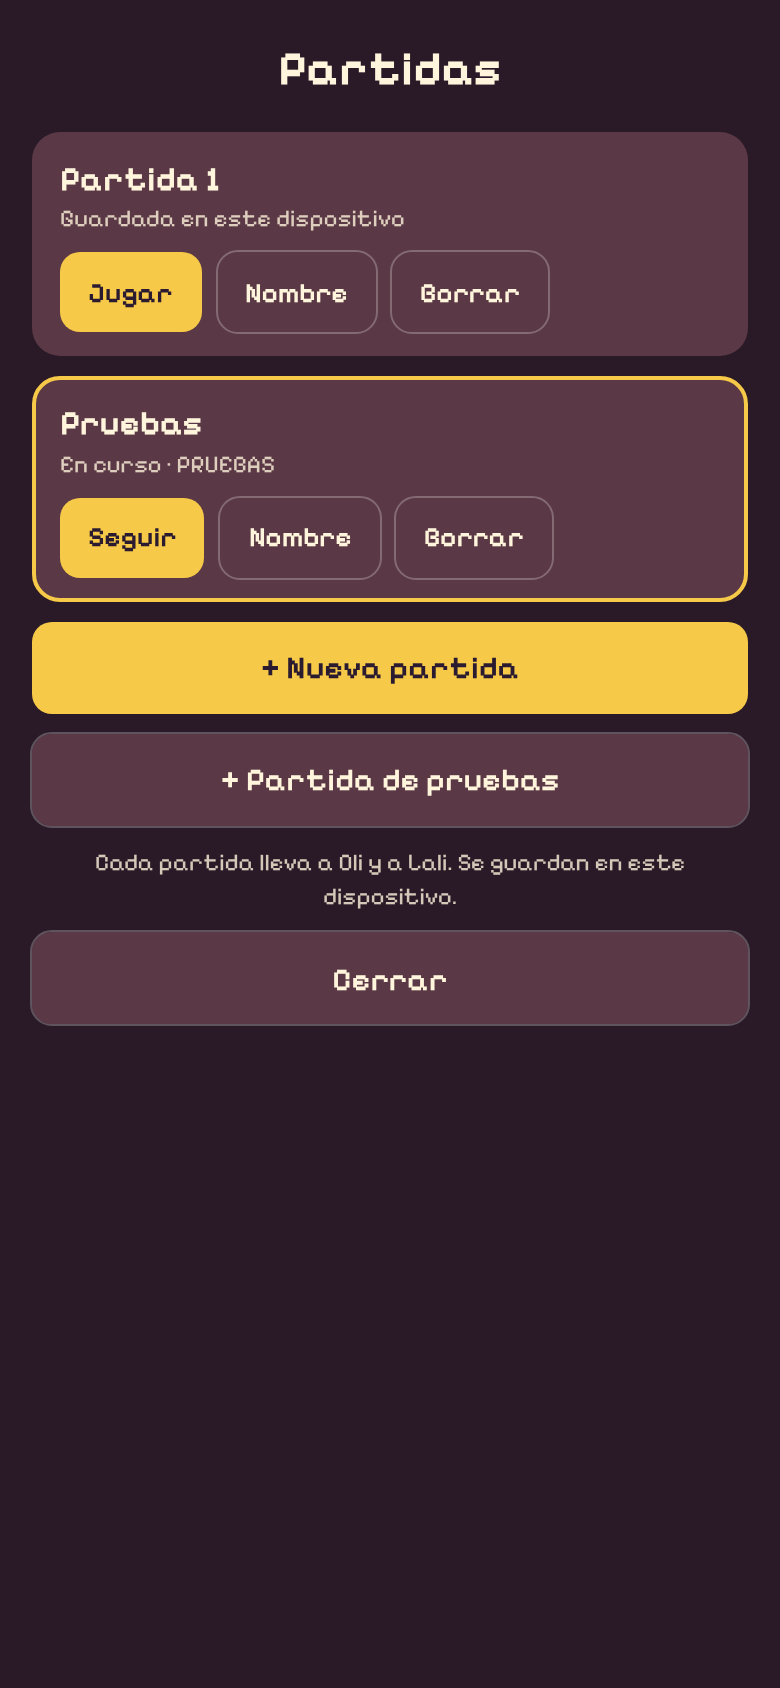 Partidas
Partida 1
Guardada en este dispositivo
Jugar
Nombre
Borrar
Pruebas
En curso · PRUEBAS
Seguir
Nombre
Borrar
+ Nueva partida
+ Partida de pruebas
Cada partida lleva a Oli y a Lali. Se guardan en este
dispositivo.
Cerrar